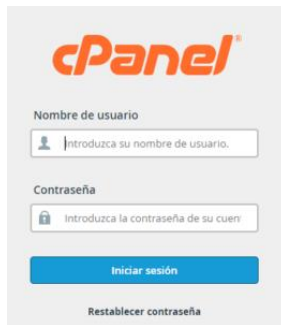 cPanel®
Nombre de usuario
Introduzca su nombre de usuario.
Contraseña
Introduzca la contraseña de su cuen
Iniciar sesión
Restablecer contraseña